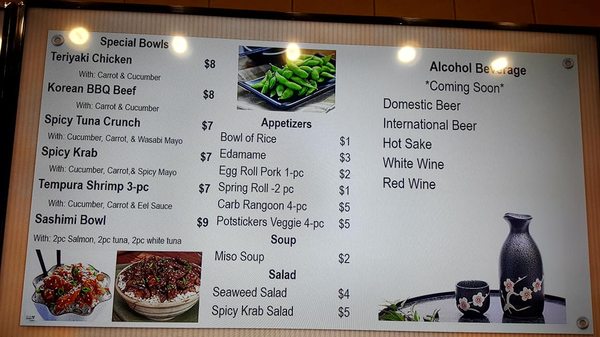 Special Bowls
Teriyaki Chicken $8
With: Carrot & Cucumber
Korean BBQ Beef $8
With: Carrot & Cucumber
Spicy Tuna Crunch $7
With: Cucumber, Carrot, & Wasabi Mayo
Spicy Krab $7
With: Cucumber, Carrot,& Spicy Mayo
Tempura Shrimp 3-pc $7
With: Cucumber, Carrot & Eel Sauce
Sashimi Bowl $9
With: 2pc Salmon, 2pc tuna, 2pc white tuna
Appetizers
Bowl of Rice $1
Edamame $3
Egg Roll Pork 1-pc $2
Spring Roll -2 pc $1
Carb Rangoon 4-pc $5
Potstickers Veggie 4-pc $5
Soup
Miso Soup $2
Salad
Seaweed Salad $4
Spicy Krab Salad $5
Alcohol Beverage
*Coming Soon*
Domestic Beer
International Beer
Hot Sake
White Wine
Red Wine